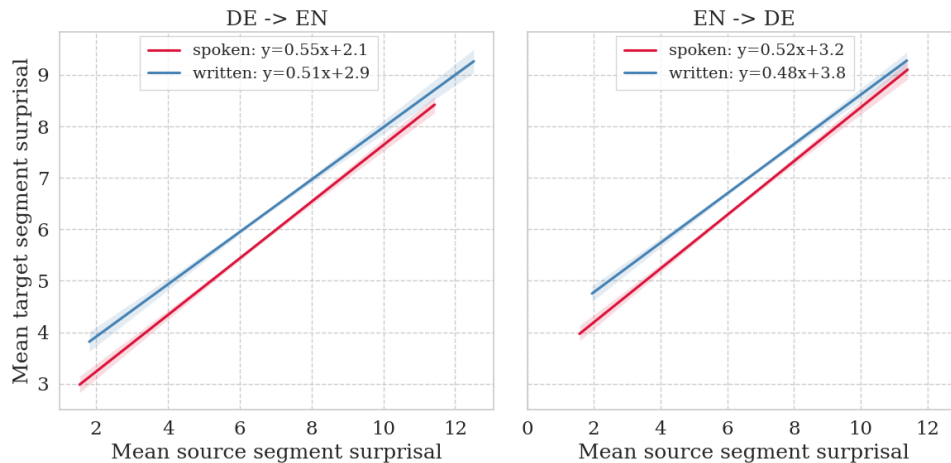 DE -> EN
spoken: y=0.55x+2.1
written: y=0.51x+2.9
Mean target segment surprisal
9
8
7
6
5
4
3
2 4 6 8 10 12
Mean source segment surprisal
EN -> DE
spoken: y=0.52x+3.2
written: y=0.48x+3.8
0 2 4 6 8 10 12
Mean source segment surprisal